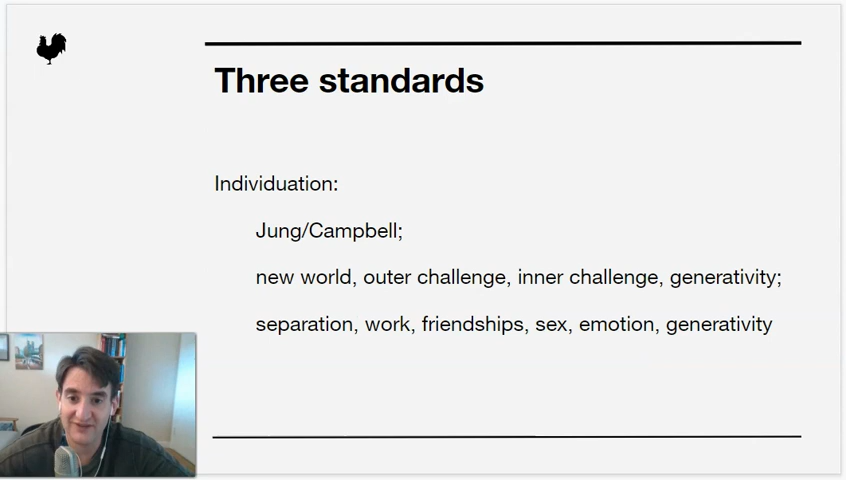 Three standards
Individuation:
Jung/Campbell;
new world, outer challenge, inner challenge, generativity;
separation, work, friendships, sex, emotion, generativity